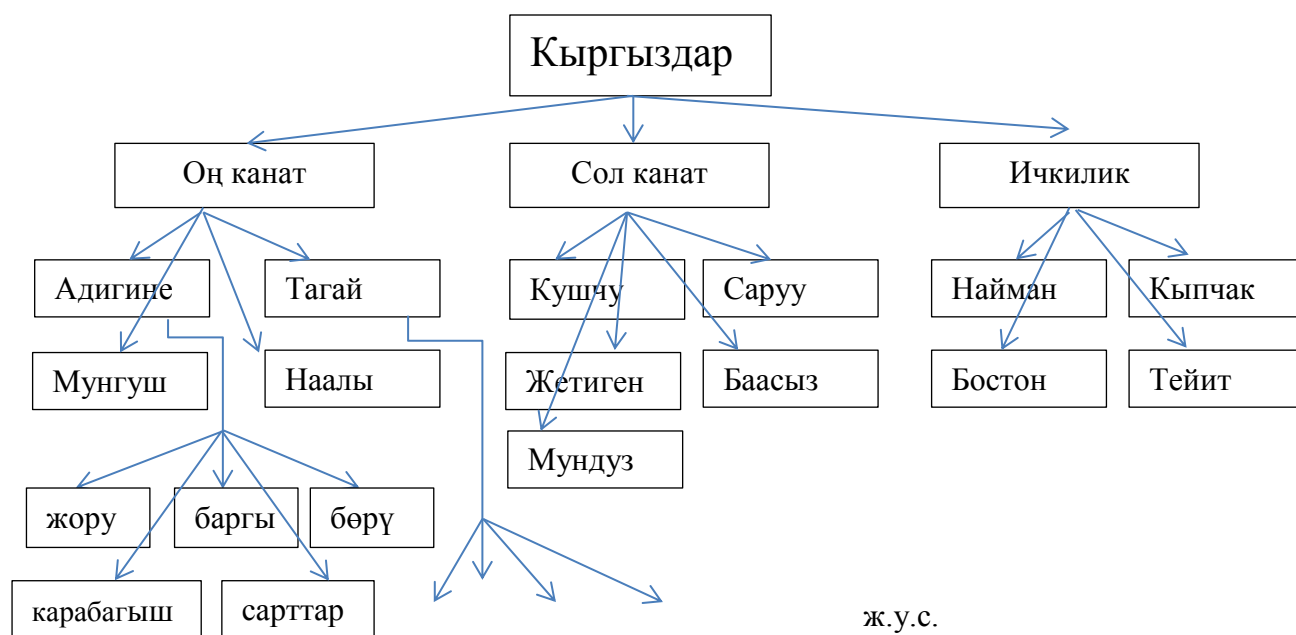 Кыргыздар
Оң канат
Сол канат
Ичкилик
Адигине
Тагай
Кушчу
Саруу
Найман
Кыпчак
Мунгуш
Наалы
Жетиген
Баасыз
Бостон
Тейит
Мундуз
жору
баргы
бөрү
карабагыш
сарттар
ж.у.с.